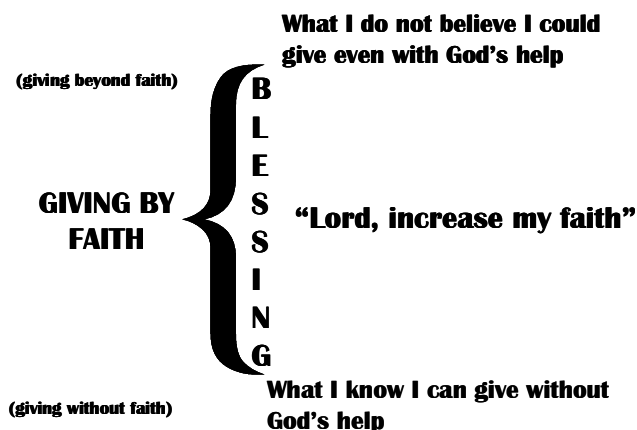 What I do not believe I could
give even with God's help
(giving beyond faith)
B
L
E
S
S
I
N
G
GIVING BY
FAITH
“Lord, increase my faith”
What I know I can give without
God's help
(giving without faith)